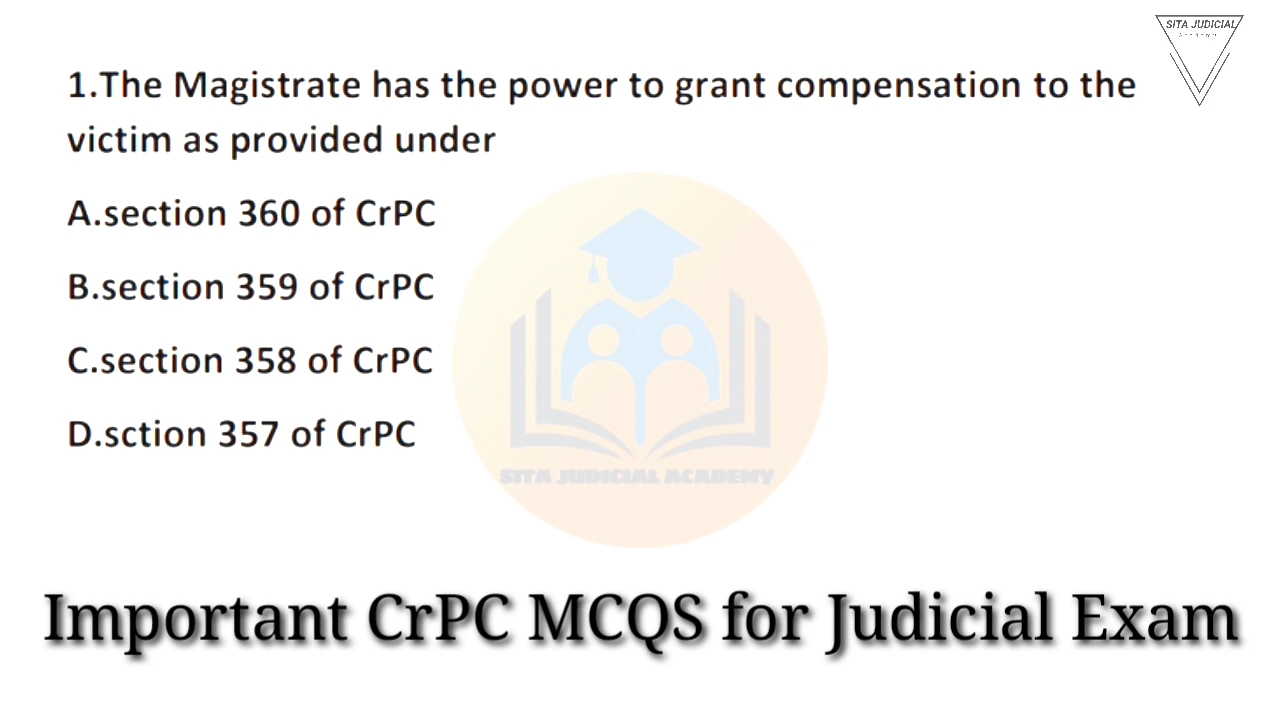 SITA JUDICIAL
Academy
1.The Magistrate has the power to grant compensation to the
victim as provided under
A.section 360 of CrPC
B.section 359 of CrPC
C.section 358 of CrPC
D.sction 357 of CrPC
SITA JUDICIAL ACADEMY
Important CrPC MCQS for Judicial Exam